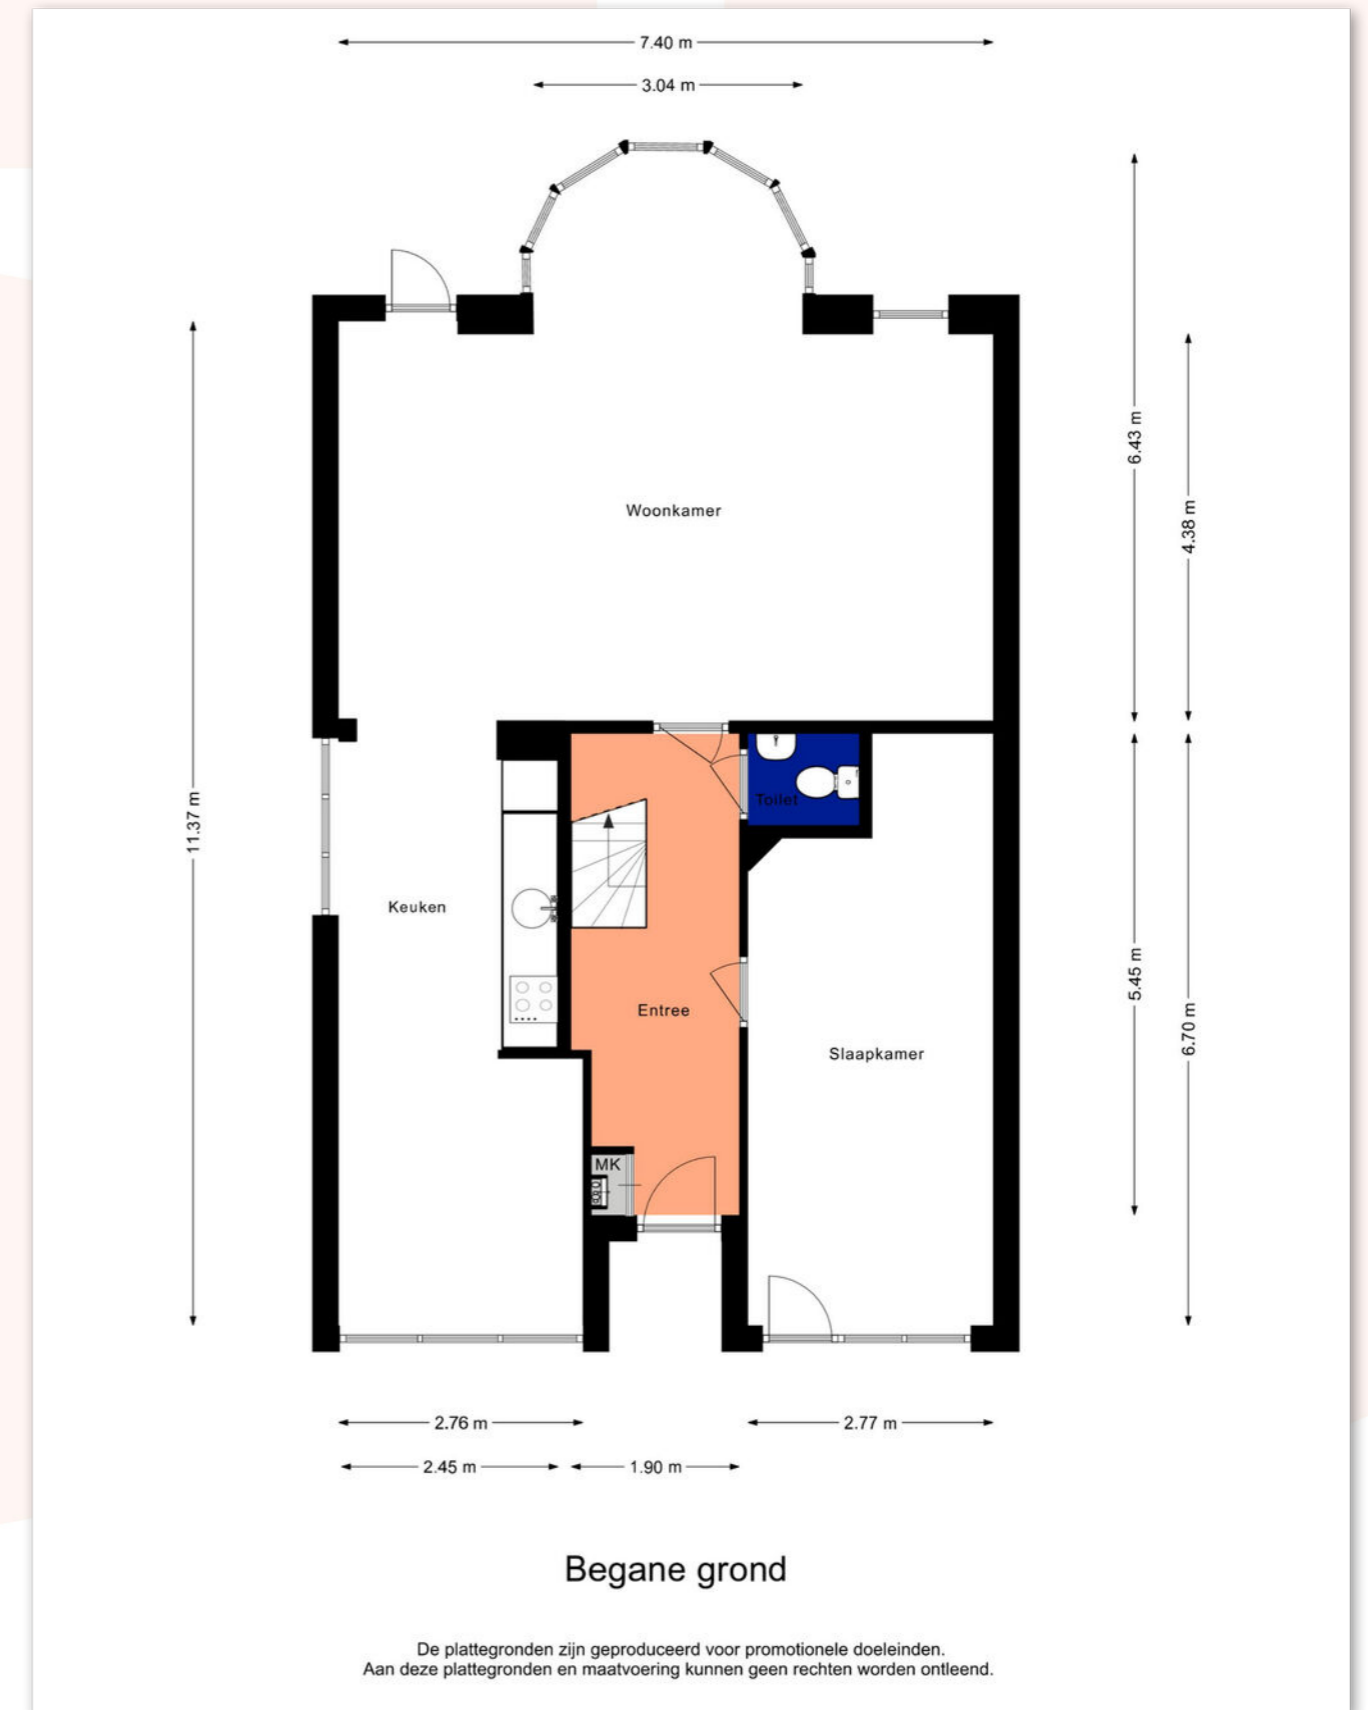 7.40 m
3.04 m
6.43 m
4.38 m
Woonkamer
11.37 m
Toilet
Keuken
5.45 m
Entree
6.70 m
Slaapkamer
MK
2.76 m
2.77 m
2.45 m
1.90 m
Begane grond
De plattegronden zijn geproduceerd voor promotionele doeleinden.
Aan deze plattegronden en maatvoering kunnen geen rechten worden ontleend.